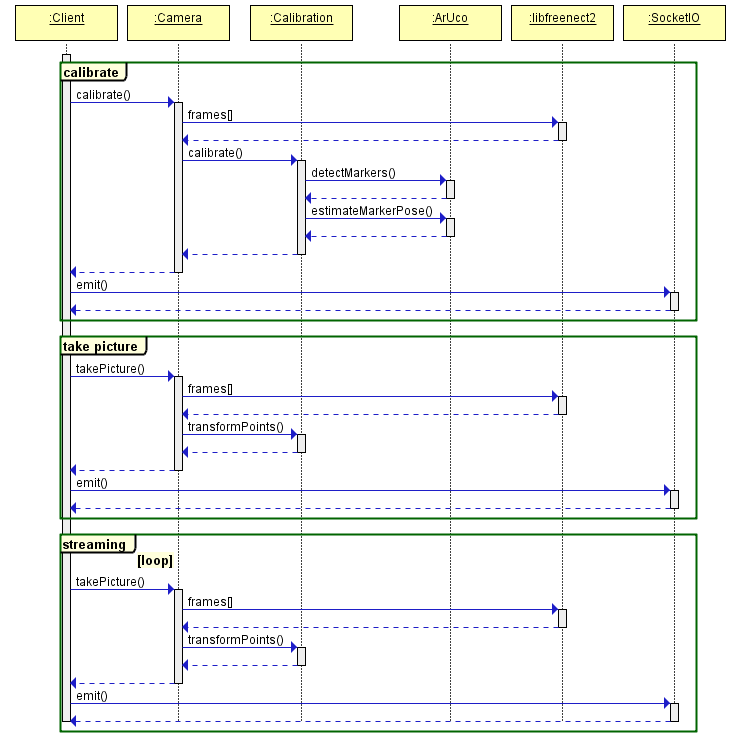 :Client
:Camera
:Calibration
:ArUco
:libfreenect2
:SocketIO
calibrate
calibrate()
frames[]
calibrate()
detectMarkers()
estimateMarkerPose()
emit()
take picture
takePicture()
frames[]
transformPoints()
emit()
streaming
[loop]
takePicture()
frames[]
transformPoints()
emit()